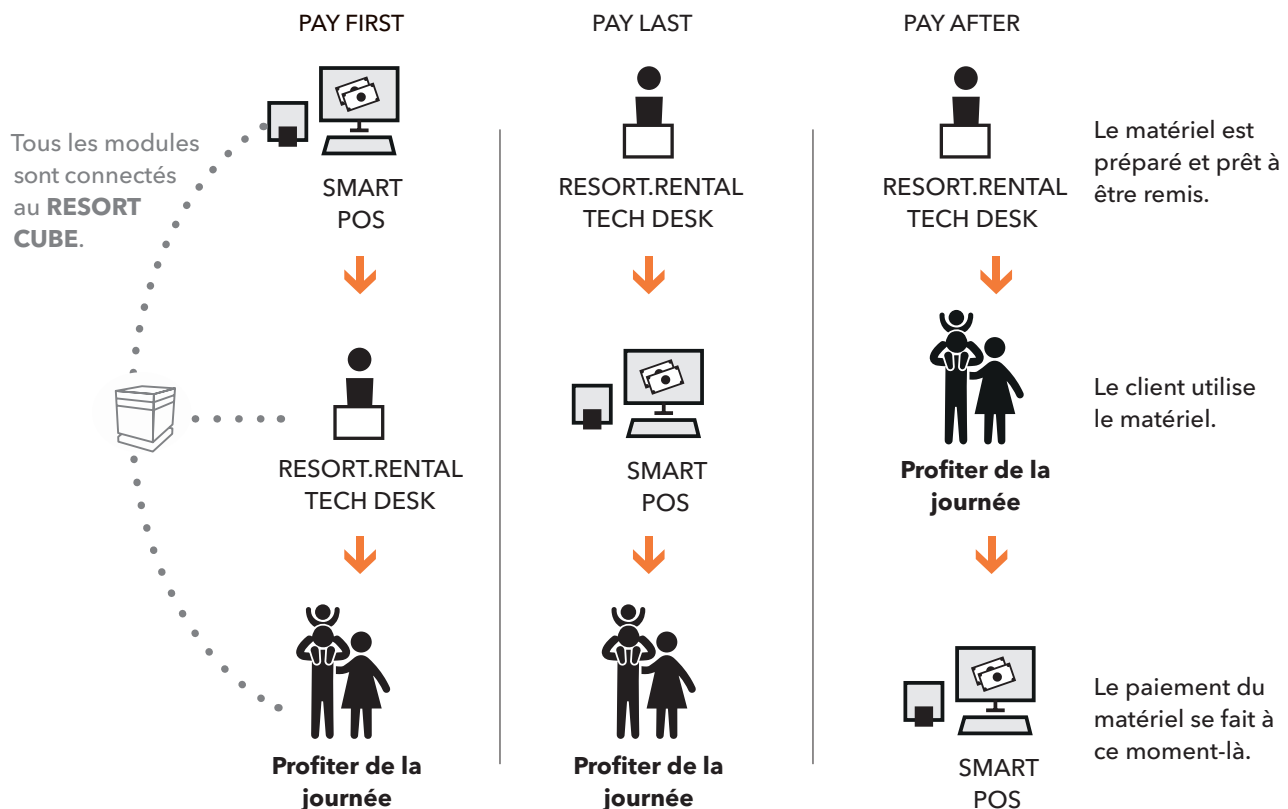 PAY FIRST
PAY LAST
PAY AFTER
Tous les modules
sont connectés
au RESORT
CUBE.
SMART
POS
RESORT.RENTAL
TECH DESK
Profiter de la
journée
RESORT.RENTAL
TECH DESK
SMART
POS
Profiter de la
journée
RESORT.RENTAL
TECH DESK
Profiter de la
journée
SMART
POS
Le matériel est
préparé et prêt à
être remis.
Le client utilise
le matériel.
Le paiement du
matériel se fait à
ce moment-là.